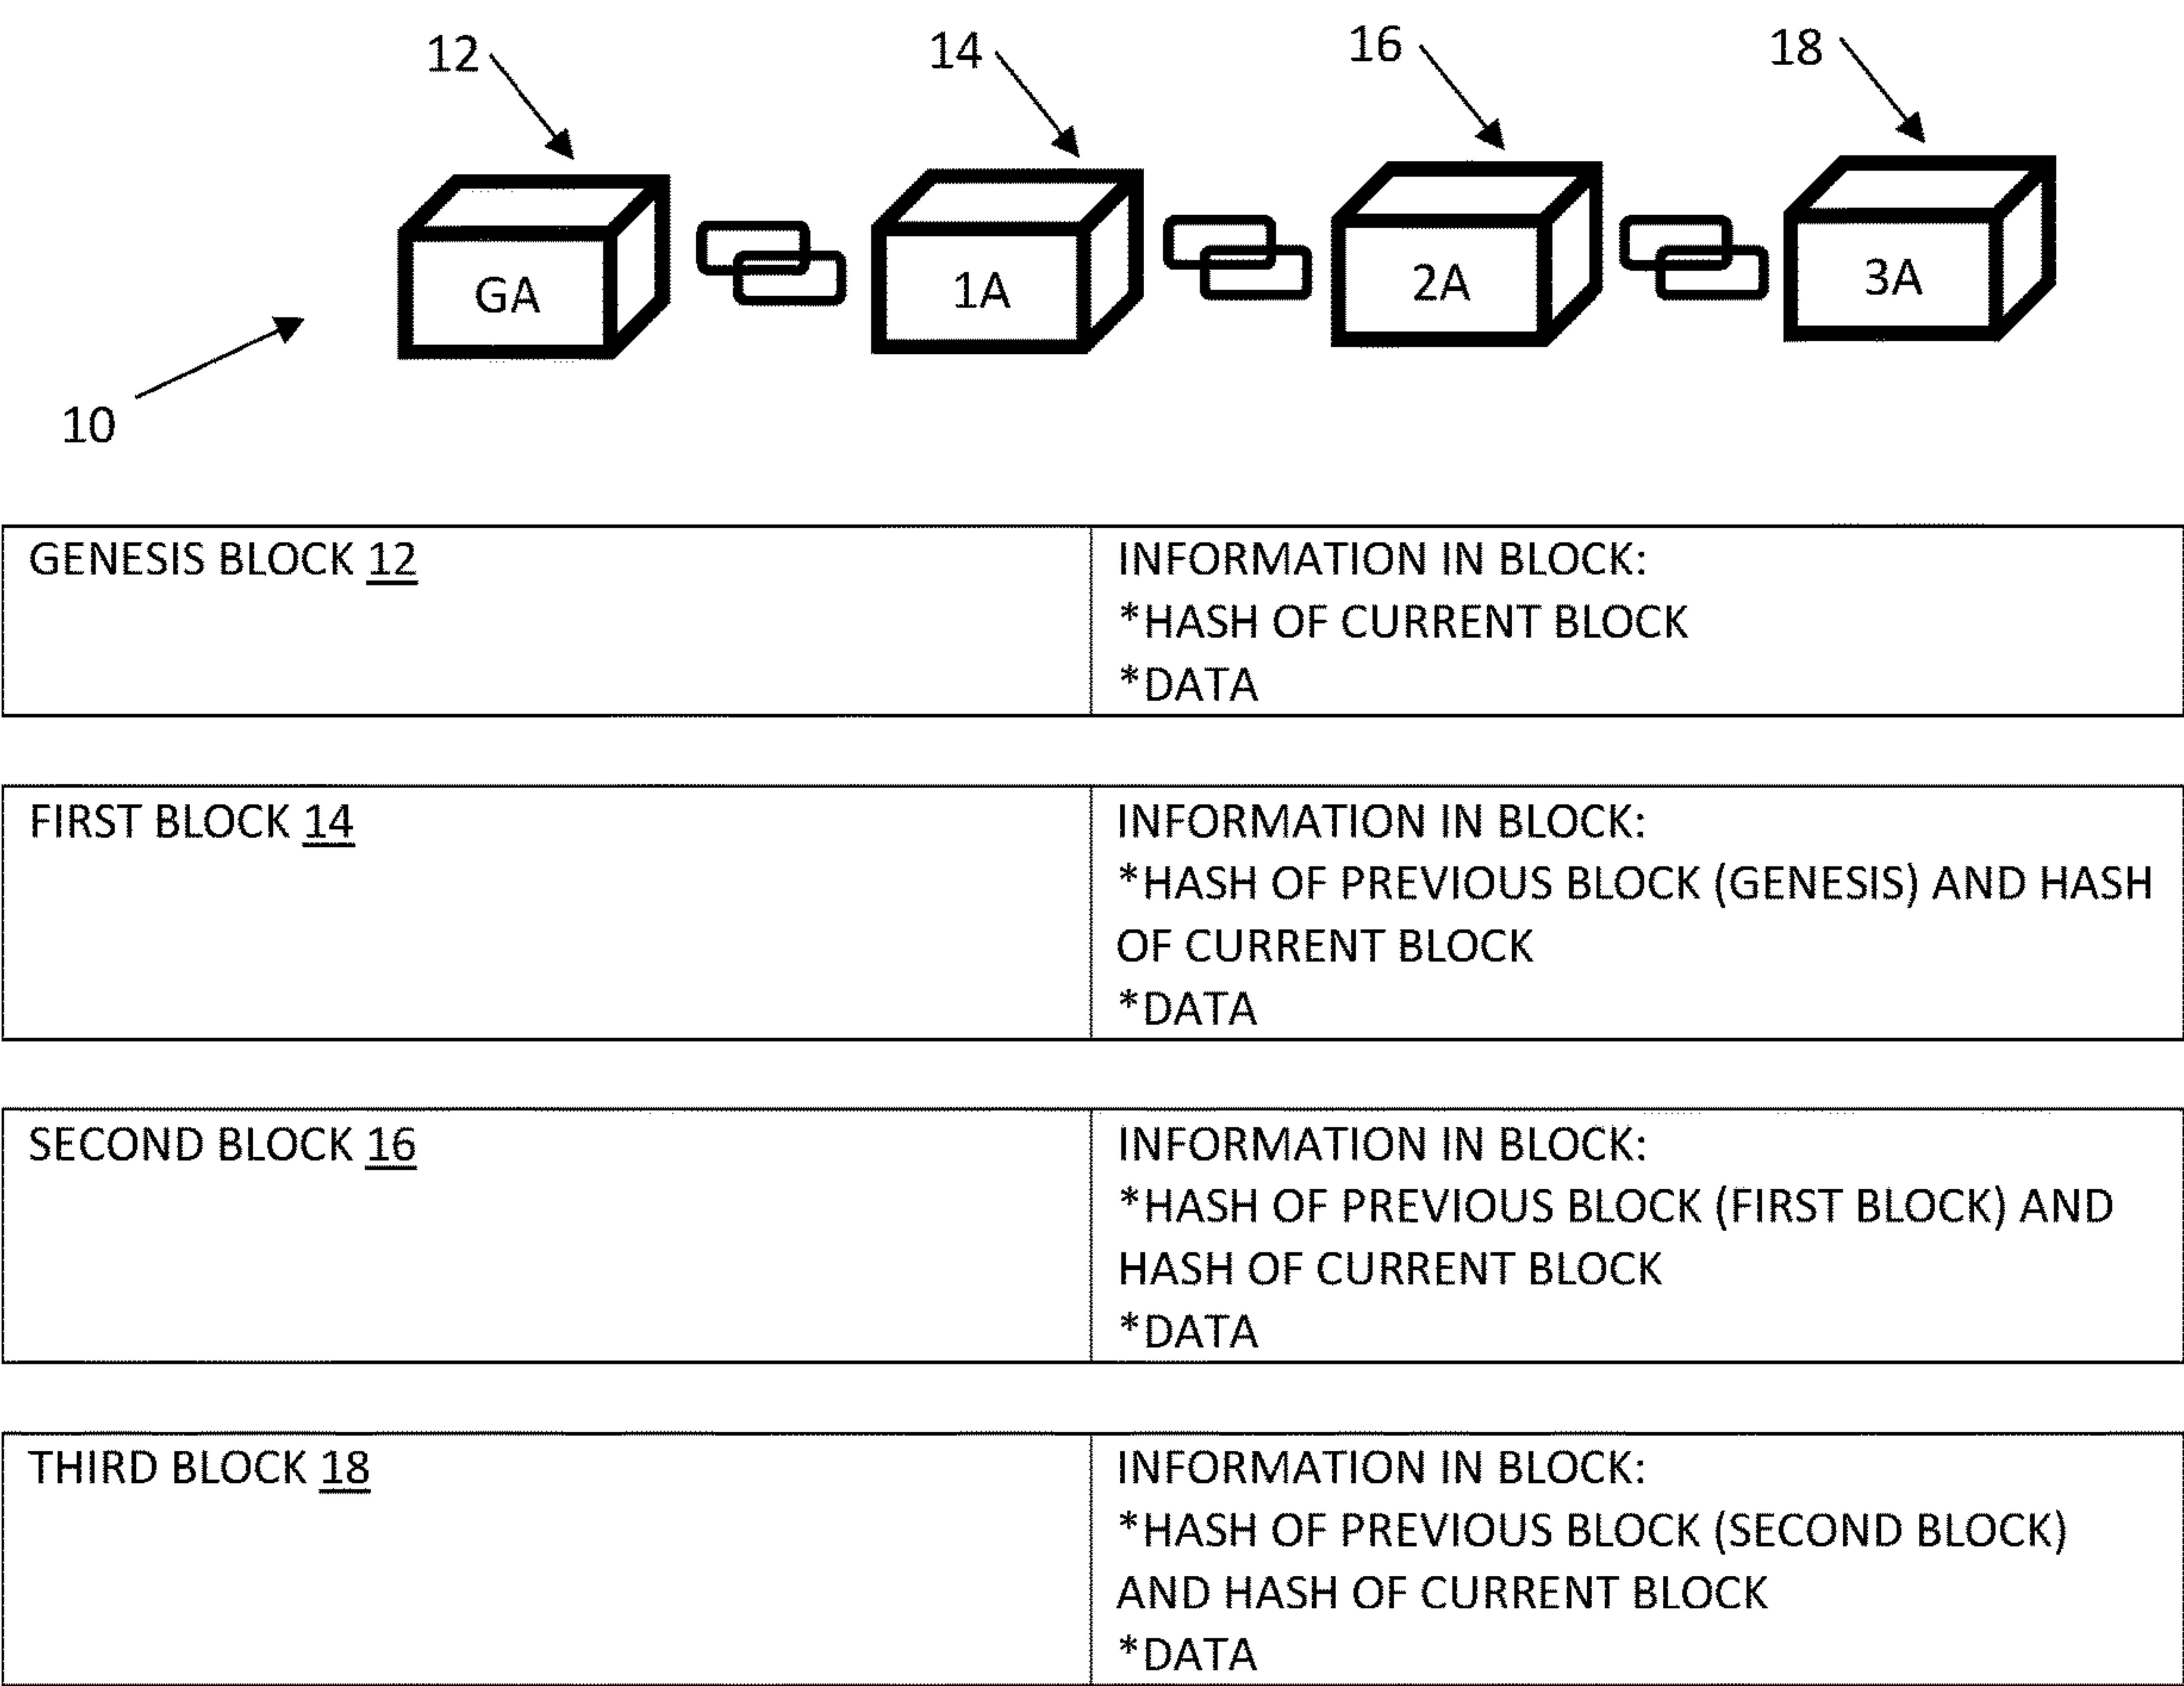 12
14
16
18
GA
1A
2A
3A
10
GENESIS BLOCK 12
INFORMATION IN BLOCK:
*HASH OF CURRENT BLOCK
*DATA
FIRST BLOCK 14
INFORMATION IN BLOCK:
*HASH OF PREVIOUS BLOCK (GENESIS) AND HASH
OF CURRENT BLOCK
*DATA
SECOND BLOCK 16
INFORMATION IN BLOCK:
*HASH OF PREVIOUS BLOCK (FIRST BLOCK) AND
HASH OF CURRENT BLOCK
*DATA
THIRD BLOCK 18
INFORMATION IN BLOCK:
*HASH OF PREVIOUS BLOCK (SECOND BLOCK)
AND HASH OF CURRENT BLOCK
*DATA